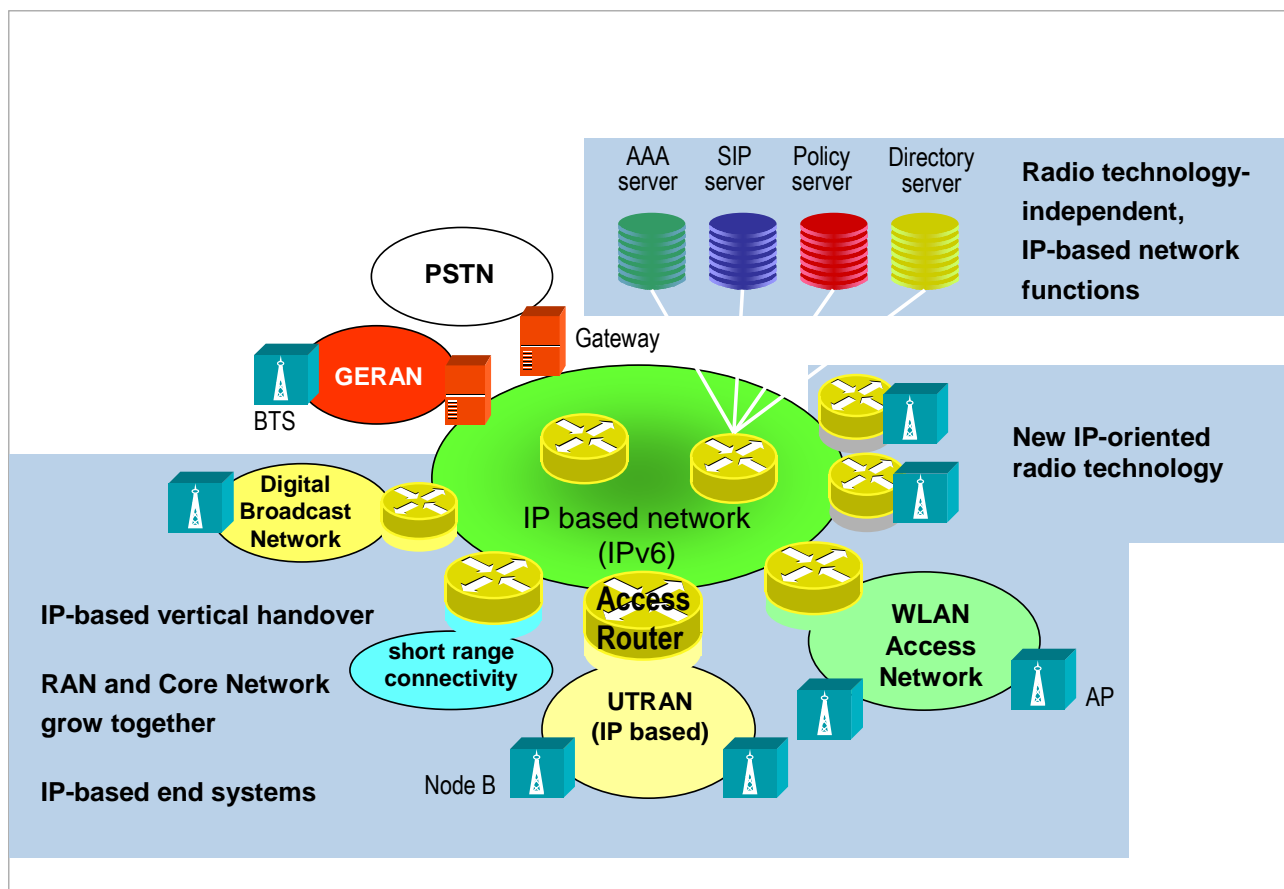 AAA
server
SIP
server
Policy
server
Directory
server
Radio technology-
independent,
IP-based network
functions
PSTN
Gateway
GERAN
BTS
New IP-oriented
radio technology
Digital
Broadcast
Network
IP based network
(IPv6)
IP-based vertical handover
Access
Router
WLAN
Access
Network
short range
connectivity
RAN and Core Network
grow together
UTRAN
(IP based)
AP
Node B
IP-based end systems